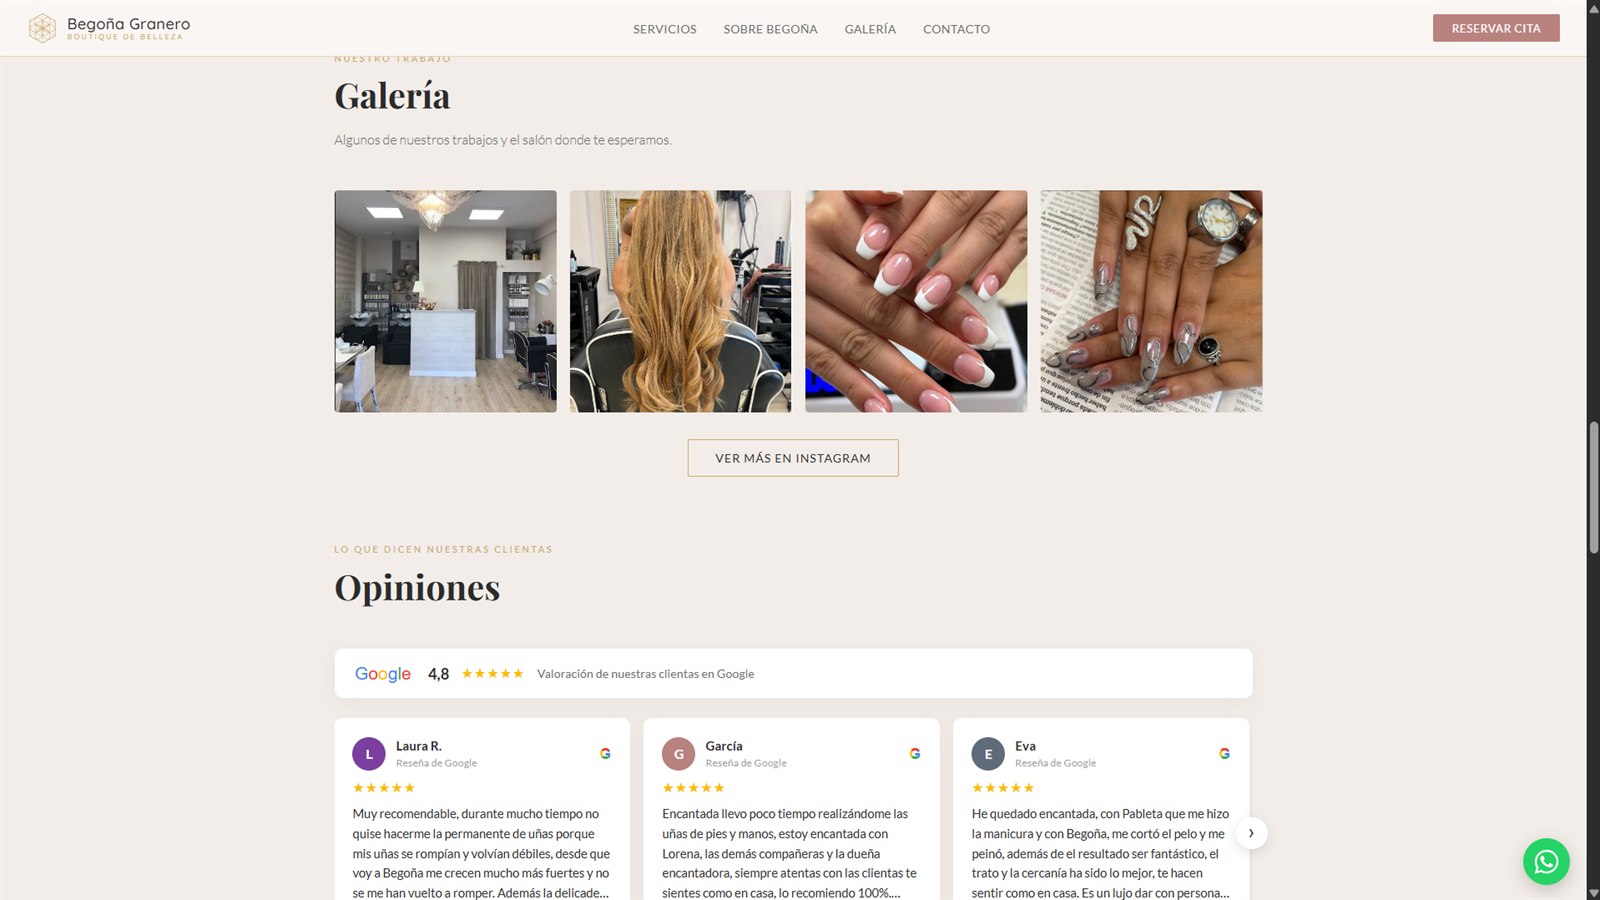 Begoña Granero
BOUTIQUE DE BELLEZA
SERVICIOS
SOBRE BEGOÑA
GALERÍA
CONTACTO
RESERVAR CITA
NUESTRO TRABAJO
Galería
Algunos de nuestros trabajos y el salón donde te esperamos.
VER MÁS EN INSTAGRAM
LO QUE DICEN NUESTRAS CLIENTAS
Opiniones
Google 4,8 ★★★★★ Valoración de nuestras clientas en Google
L
Laura R.
Reseña de Google
G
★★★★★
Muy recomendable, durante mucho tiempo no
quise hacerme la permanente de uñas porque
mis uñas se rompían y volvían débiles, desde que
voy a Begoña me crecen mucho más fuertes y no
se me han vuelto a romper. Además la delicade...
G
García
Reseña de Google
G
★★★★★
Encantada llevo poco tiempo realizándome las
uñas de pies y manos, estoy encantada con
Lorena, las demás compañeras y la dueña
encantadora, siempre atentas con las clientas te
sientes como en casa, lo recomiendo 100%....
E
Eva
Reseña de Google
G
★★★★★
He quedado encantada, con Pableta que me hizo
la manicura y con Begoña, me cortó el pelo y me
peinó, además de el resultado ser fantástico, el
trato y la cercanía ha sido lo mejor, te hacen
sentir como en casa. Es un lujo dar con persona...
›